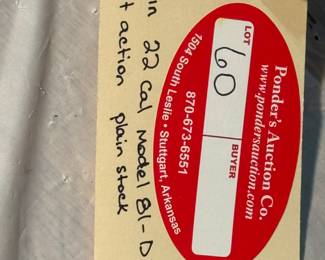 Ponder's Auction Co.
www.pondersauction.com
LOT
BUYER
60
870-673-6551
1504 South Leslie • Stuttgart, Arkansas
22 Cal Model 81-D
action plain stock